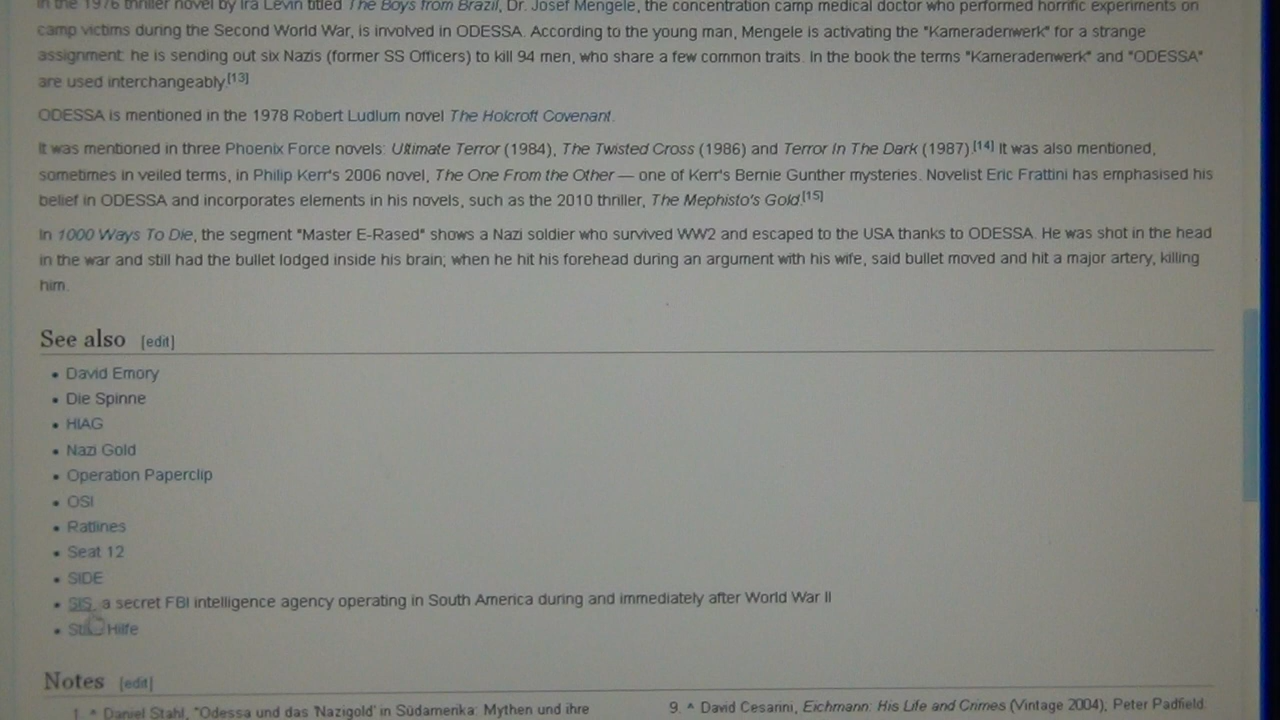 In the 1976 thriller novel by Ira Levin titled The Boys from Brazil, Dr. Josef Mengele, the concentration camp medical doctor who performed horrific experiments on
camp victims during the Second World War, is involved in ODESSA. According to the young man, Mengele is activating the "Kameradenwerk" for a strange
assignment: he is sending out six Nazis (former SS Officers) to kill 94 men, who share a few common traits. In the book the terms "Kameradenwerk" and "ODESSA"
are used interchangeably.[13]
ODESSA is mentioned in the 1978 Robert Ludlum novel The Holcroft Covenant.
It was mentioned in three Phoenix Force novels: Ultimate Terror (1984), The Twisted Cross (1986) and Terror In The Dark (1987).[14] It was also mentioned,
sometimes in veiled terms, in Philip Kerr's 2006 novel, The One From the Other — one of Kerr's Bernie Gunther mysteries. Novelist Eric Frattini has emphasised his
belief in ODESSA and incorporates elements in his novels, such as the 2010 thriller, The Mephisto's Gold.[15]
In 1000 Ways To Die, the segment "Master E-Rased" shows a Nazi soldier who survived WW2 and escaped to the USA thanks to ODESSA. He was shot in the head
in the war and still had the bullet lodged inside his brain; when he hit his forehead during an argument with his wife, said bullet moved and hit a major artery, killing
him.
See also [edit]
• David Emory
• Die Spinne
• HIAG
• Nazi Gold
• Operation Paperclip
• OSI
• Ratlines
• Seat 12
• SIDE
• SIS, a secret FBI intelligence agency operating in South America during and immediately after World War II
• Hilfe
Notes [edit]
1. ^ Daniel Stahl, "Odessa und das 'Nazigold' in Südamerika: Mythen und ihre
9. ^ David Cesarini, Eichmann: His Life and Crimes (Vintage 2004), Peter Padfield